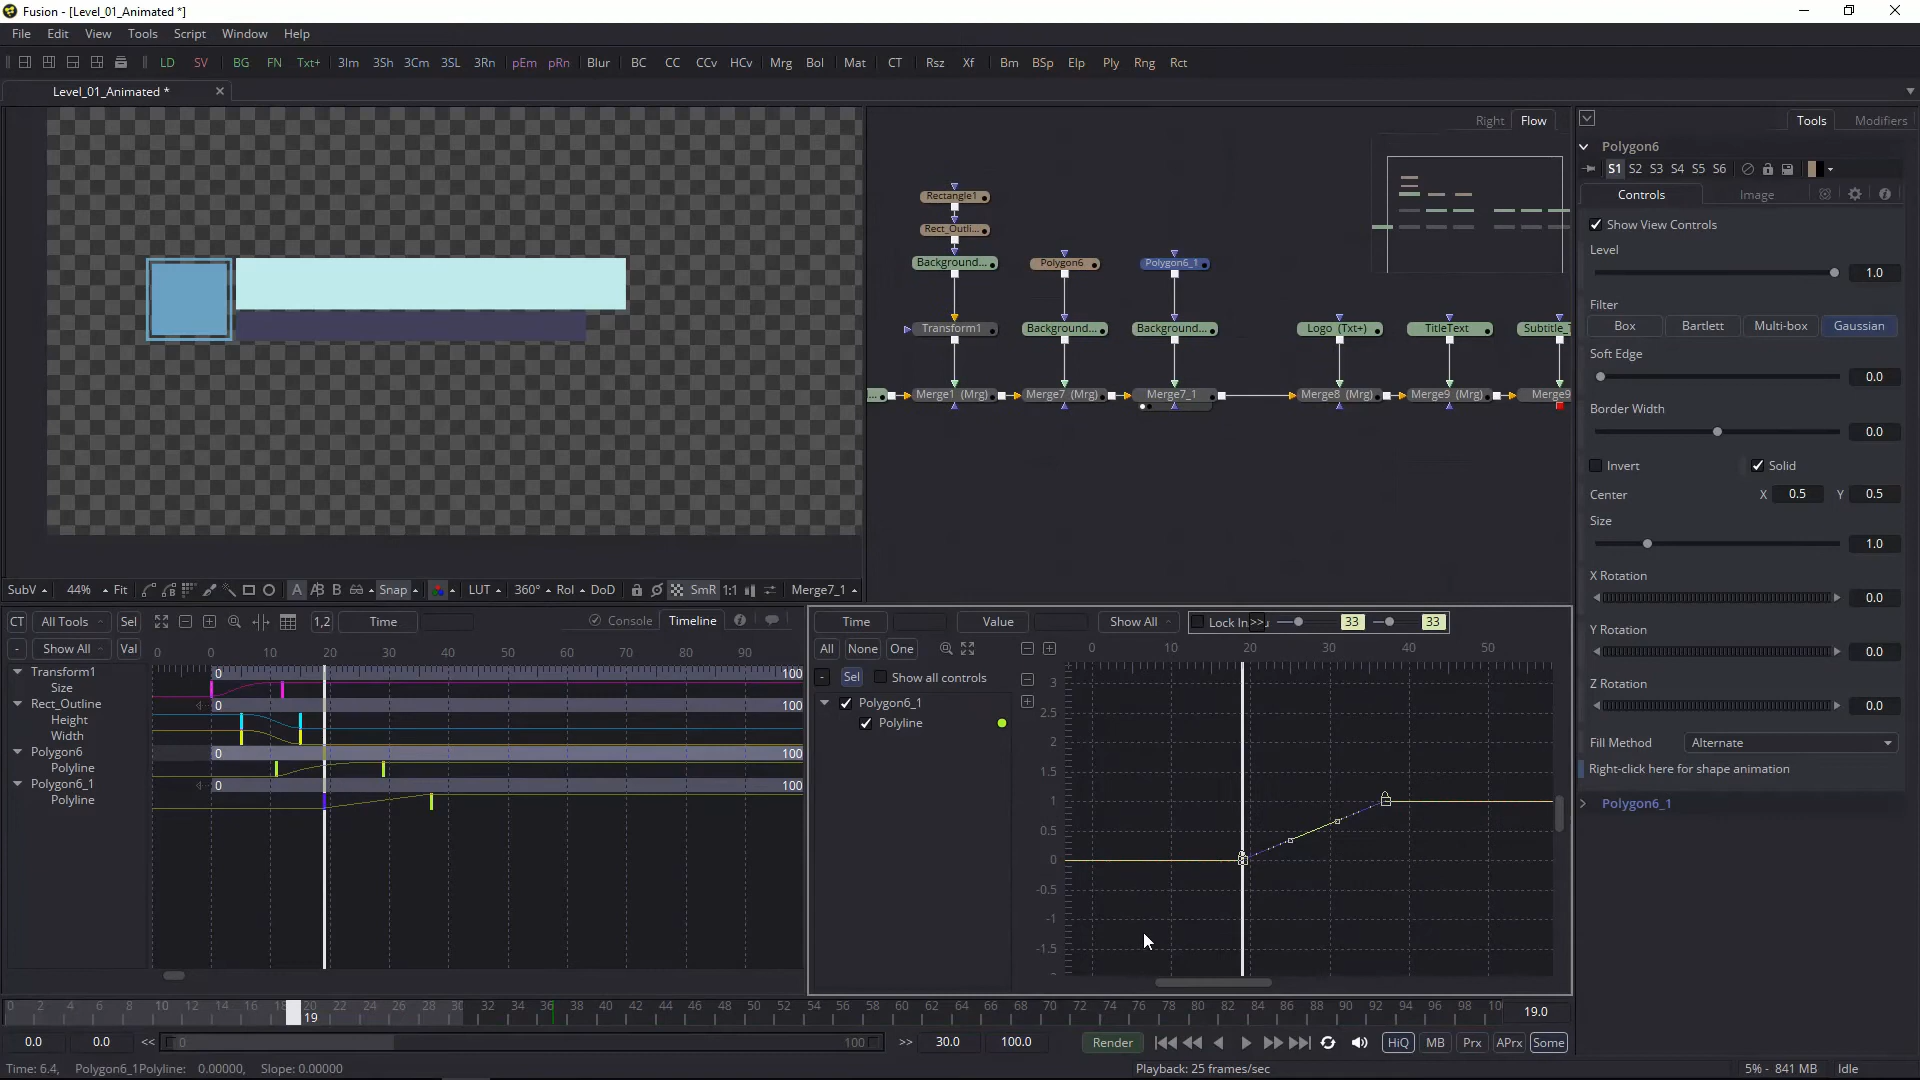 Fusion - [Level_01_Animated *]
File Edit View Tools Script Window Help
LD SV BG FN Txt+ 3Im 3Sh 3Cm 3SL 3Rn pEm pRn Blur BC CC CCv HCv Mrg Bol Mat CT Rsz Xf Bm BSp Elp Ply Rng Rct
Level_01_Animated *
Right Flow
Rectangle1
Rect_Outli...
Background...
Polygon6
Polygon6_1
Transform1
Background...
Background...
Logo (Txt+)
TitleText
Subtitle_T
...
Merge1 (Mrg)
Merge7 (Mrg)
Merge7_1
Merge8 (Mrg)
Merge9 (Mrg)
Merge9
SubV 44% Fit A AB B Snap LUT 360° RoI DoD SmR 1:1 Merge7_1
CT All Tools Sel 1,2 Time Console Timeline
- Show All Val 0 0 10 20 30 40 50 60 70 80 90
Transform1 0 100
Size
Rect_Outline 0 100
Height
Width
Polygon6 0 100
Polyline
Polygon6_1 0 100
Polyline
Time Value Show All Lock In >> 33 33
All None One 0 10 20 30 40 50
- Sel Show all controls
Polygon6_1
Polyline
3
2.5
2
1.5
1
0.5
0
-0.5
-1
-1.5
Tools Modifiers
Polygon6
S1 S2 S3 S4 S5 S6
Controls Image
Show View Controls
Level
1.0
Filter
Box Bartlett Multi-box Gaussian
Soft Edge
0.0
Border Width
0.0
Invert Solid
Center X 0.5 Y 0.5
Size
1.0
X Rotation
0.0
Y Rotation
0.0
Z Rotation
0.0
Fill Method Alternate
Right-click here for shape animation
Polygon6_1
0 2 4 6 8 10 12 14 16 18 20 22 24 26 28 30 32 34 36 38 40 42 44 46 48 50 52 54 56 58 60 62 64 66 68 70 72 74 76 78 80 82 84 86 88 90 92 94 96 98 10
19
19.0
0.0 0.0 << 0 100 >> 30.0 100.0 Render HiQ MB Prx APrx Some
Time: 6.4, Polygon6_1Polyline: 0.00000, Slope: 0.00000
Playback: 25 frames/sec
5% - 841 MB Idle